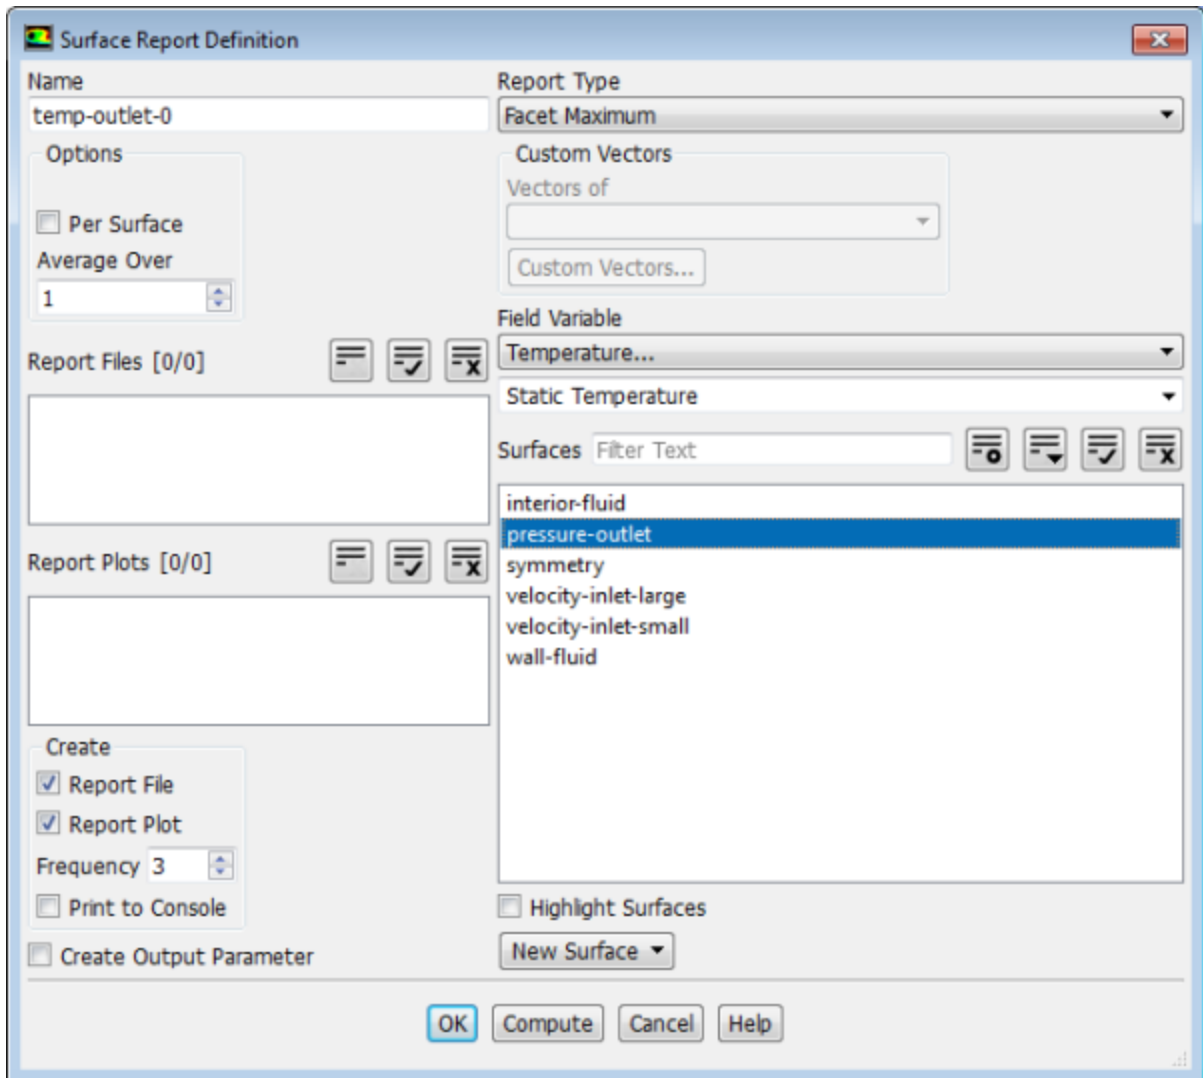 Surface Report Definition
Name
temp-outlet-0
Options
Per Surface
Average Over
1
Report Files [0/0]
Report Plots [0/0]
Create
Report File
Report Plot
Frequency 3
Print to Console
Create Output Parameter
Report Type
Facet Maximum
Custom Vectors
Vectors of
Custom Vectors...
Field Variable
Temperature...
Static Temperature
Surfaces Filter Text
interior-fluid
pressure-outlet
symmetry
velocity-inlet-large
velocity-inlet-small
wall-fluid
Highlight Surfaces
New Surface
OK Compute Cancel Help